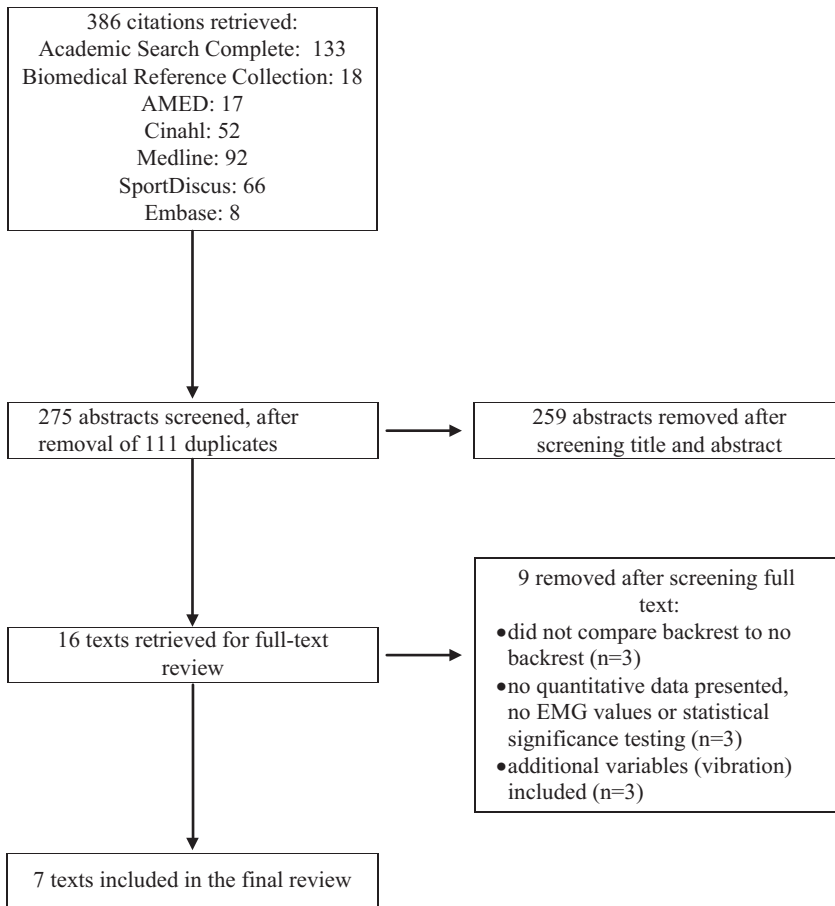 386 citations retrieved:
Academic Search Complete: 133
Biomedical Reference Collection: 18
AMED: 17
Cinahl: 52
Medline: 92
SportDiscus: 66
Embase: 8
275 abstracts screened, after
removal of 111 duplicates
259 abstracts removed after
screening title and abstract
16 texts retrieved for full-text
review
9 removed after screening full
text:
•did not compare backrest to no
backrest (n=3)
•no quantitative data presented,
no EMG values or statistical
significance testing (n=3)
•additional variables (vibration)
included (n=3)
7 texts included in the final review